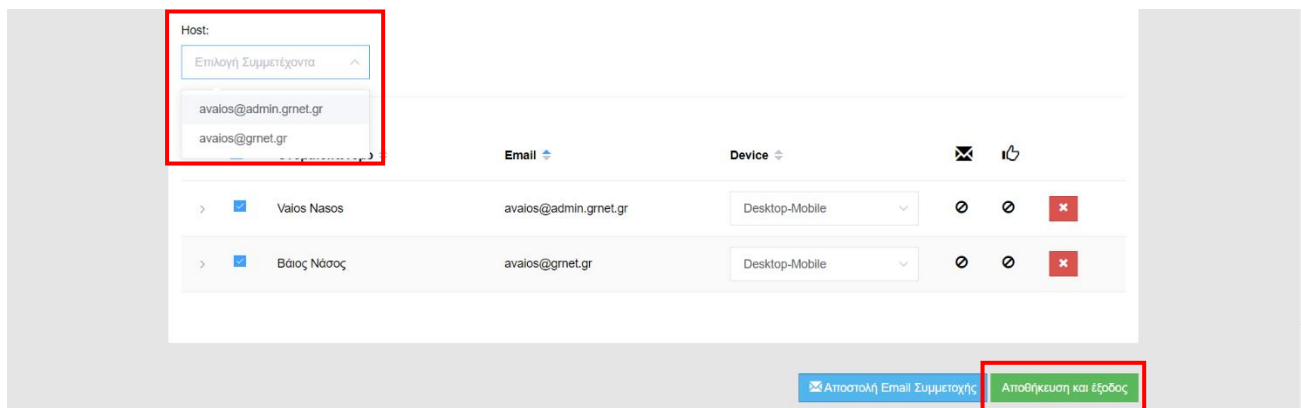 Host:
Επιλογή Συμμετέχοντα
avaios@admin.grnet.gr
avaios@grnet.gr
Email Device
Vaios Nasos avaios@admin.grnet.gr Desktop-Mobile
Βάιος Νάσος avaios@grnet.gr Desktop-Mobile
Αποστολή Email Συμμετοχής Αποθήκευση και έξοδος